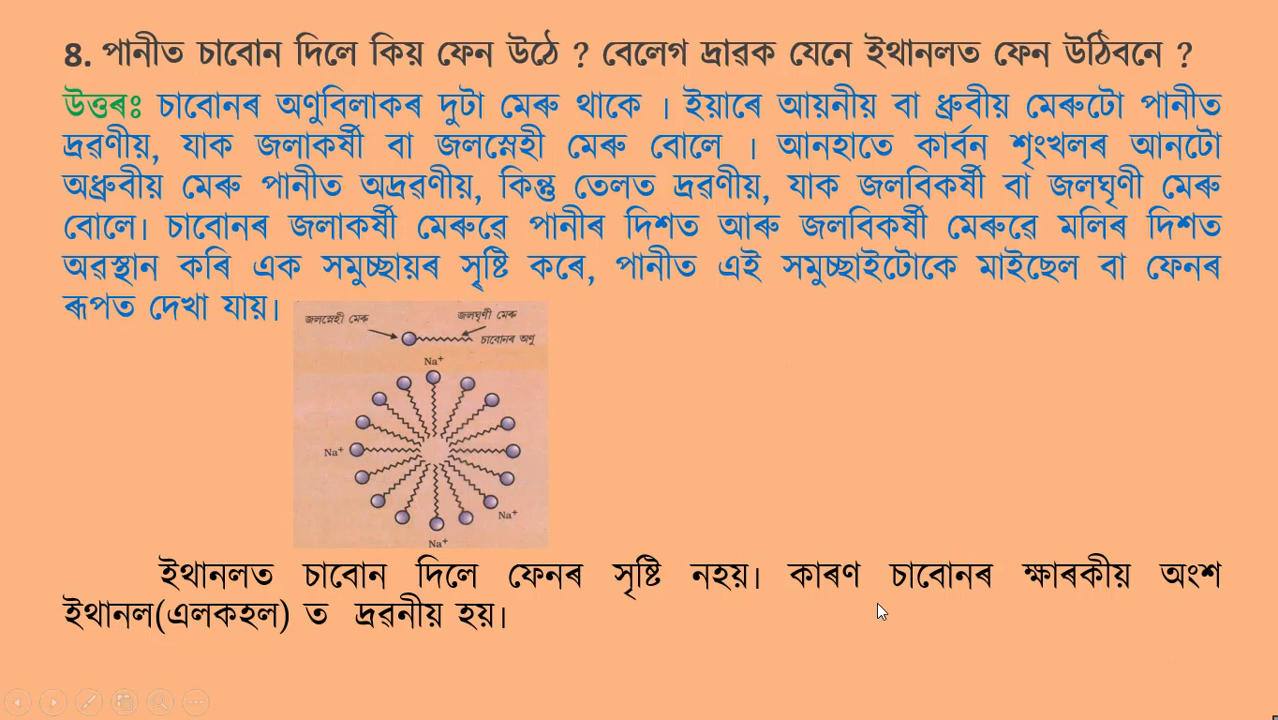 ৪. পানীত চাবোন দিলে কিয় ফেন উঠে ? বেলেগ দ্ৰাৱক যেনে ইথানলত ফেন উঠিবনে ?
উত্তৰঃ চাবোনৰ অণুবিলাকৰ দুটা মেৰু থাকে । ইয়াৰে আয়নীয় বা ধ্ৰুবীয় মেৰুটো পানীত
দ্ৰৱণীয়, যাক জলাকৰ্ষী বা জলস্নেহী মেৰু বোলে । আনহাতে কাৰ্বন শৃংখলৰ আনটো
অধ্ৰুবীয় মেৰু পানীত অদ্ৰৱণীয়, কিন্তু তেলত দ্ৰৱণীয়, যাক জলবিকৰ্ষী বা জলঘৃণী মেৰু
বোলে। চাবোনৰ জলাকৰ্ষী মেৰুৱে পানীৰ দিশত আৰু জলবিকৰ্ষী মেৰুৱে মলিৰ দিশত
অৱস্থান কৰি এক সমুচ্ছায়ৰ সৃষ্টি কৰে, পানীত এই সমুচ্ছাইটোকে মাইছেল বা ফেনৰ
ৰূপত দেখা যায়।
জলস্নেহী মেৰু
জলঘৃণী মেৰু
চাবোনৰ অণু
Na⁺
Na⁺
Na⁺
Na⁺
ইথানলত চাবোন দিলে ফেনৰ সৃষ্টি নহয়। কাৰণ চাবোনৰ ক্ষাৰকীয় অংশ
ইথানল(এলকহল) ত দ্ৰৱনীয় হয়।